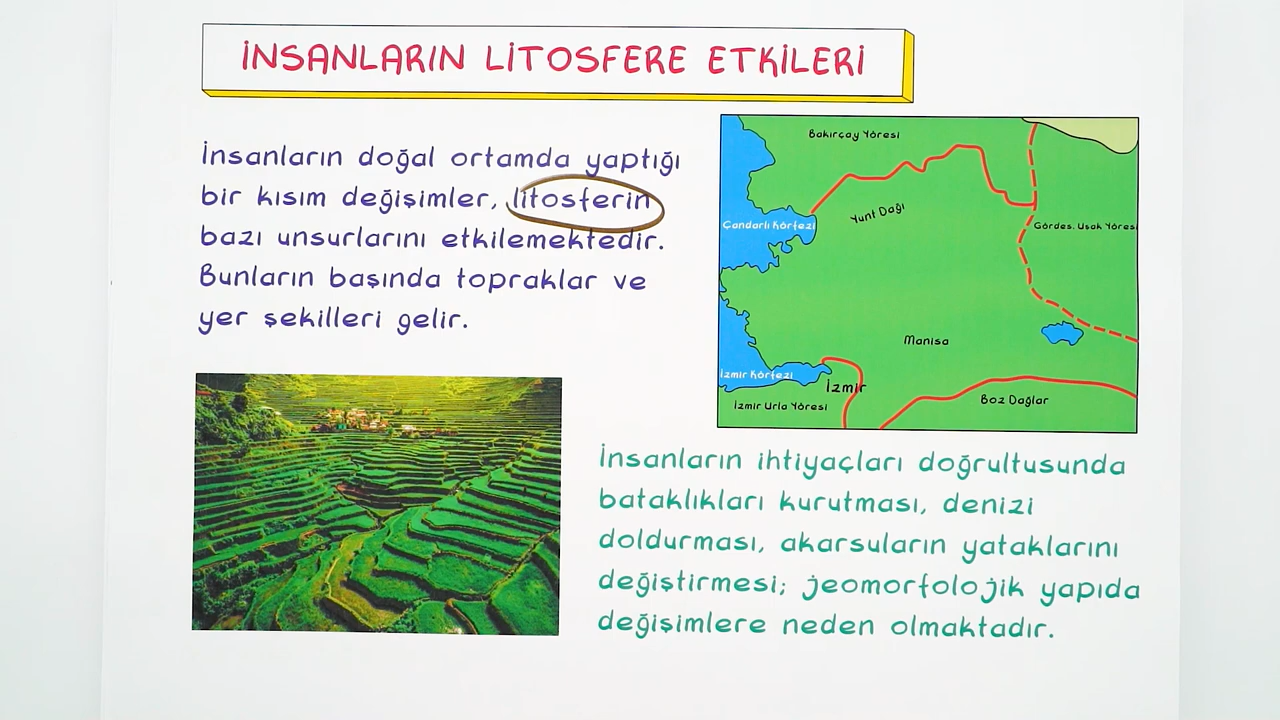 İNSANLARIN LİTOSFERE ETKİLERİ
İnsanların doğal ortamda yaptığı
bir kısım değişimler, litosferin
bazı unsurlarını etkilemektedir.
Bunların başında topraklar ve
yer şekilleri gelir.
Bakırçay Yöresi
Yunt Dağı
Çandarlı Körfezi
Gördes. Uşak Yöresi
Manisa
İzmir Körfezi
İzmir
İzmir Urla Yöresi
Boz Dağlar
İnsanların ihtiyaçları doğrultusunda
bataklıkları kurutması, denizi
doldurması, akarsuların yataklarını
değiştirmesi; jeomorfolojik yapıda
değişimlere neden olmaktadır.